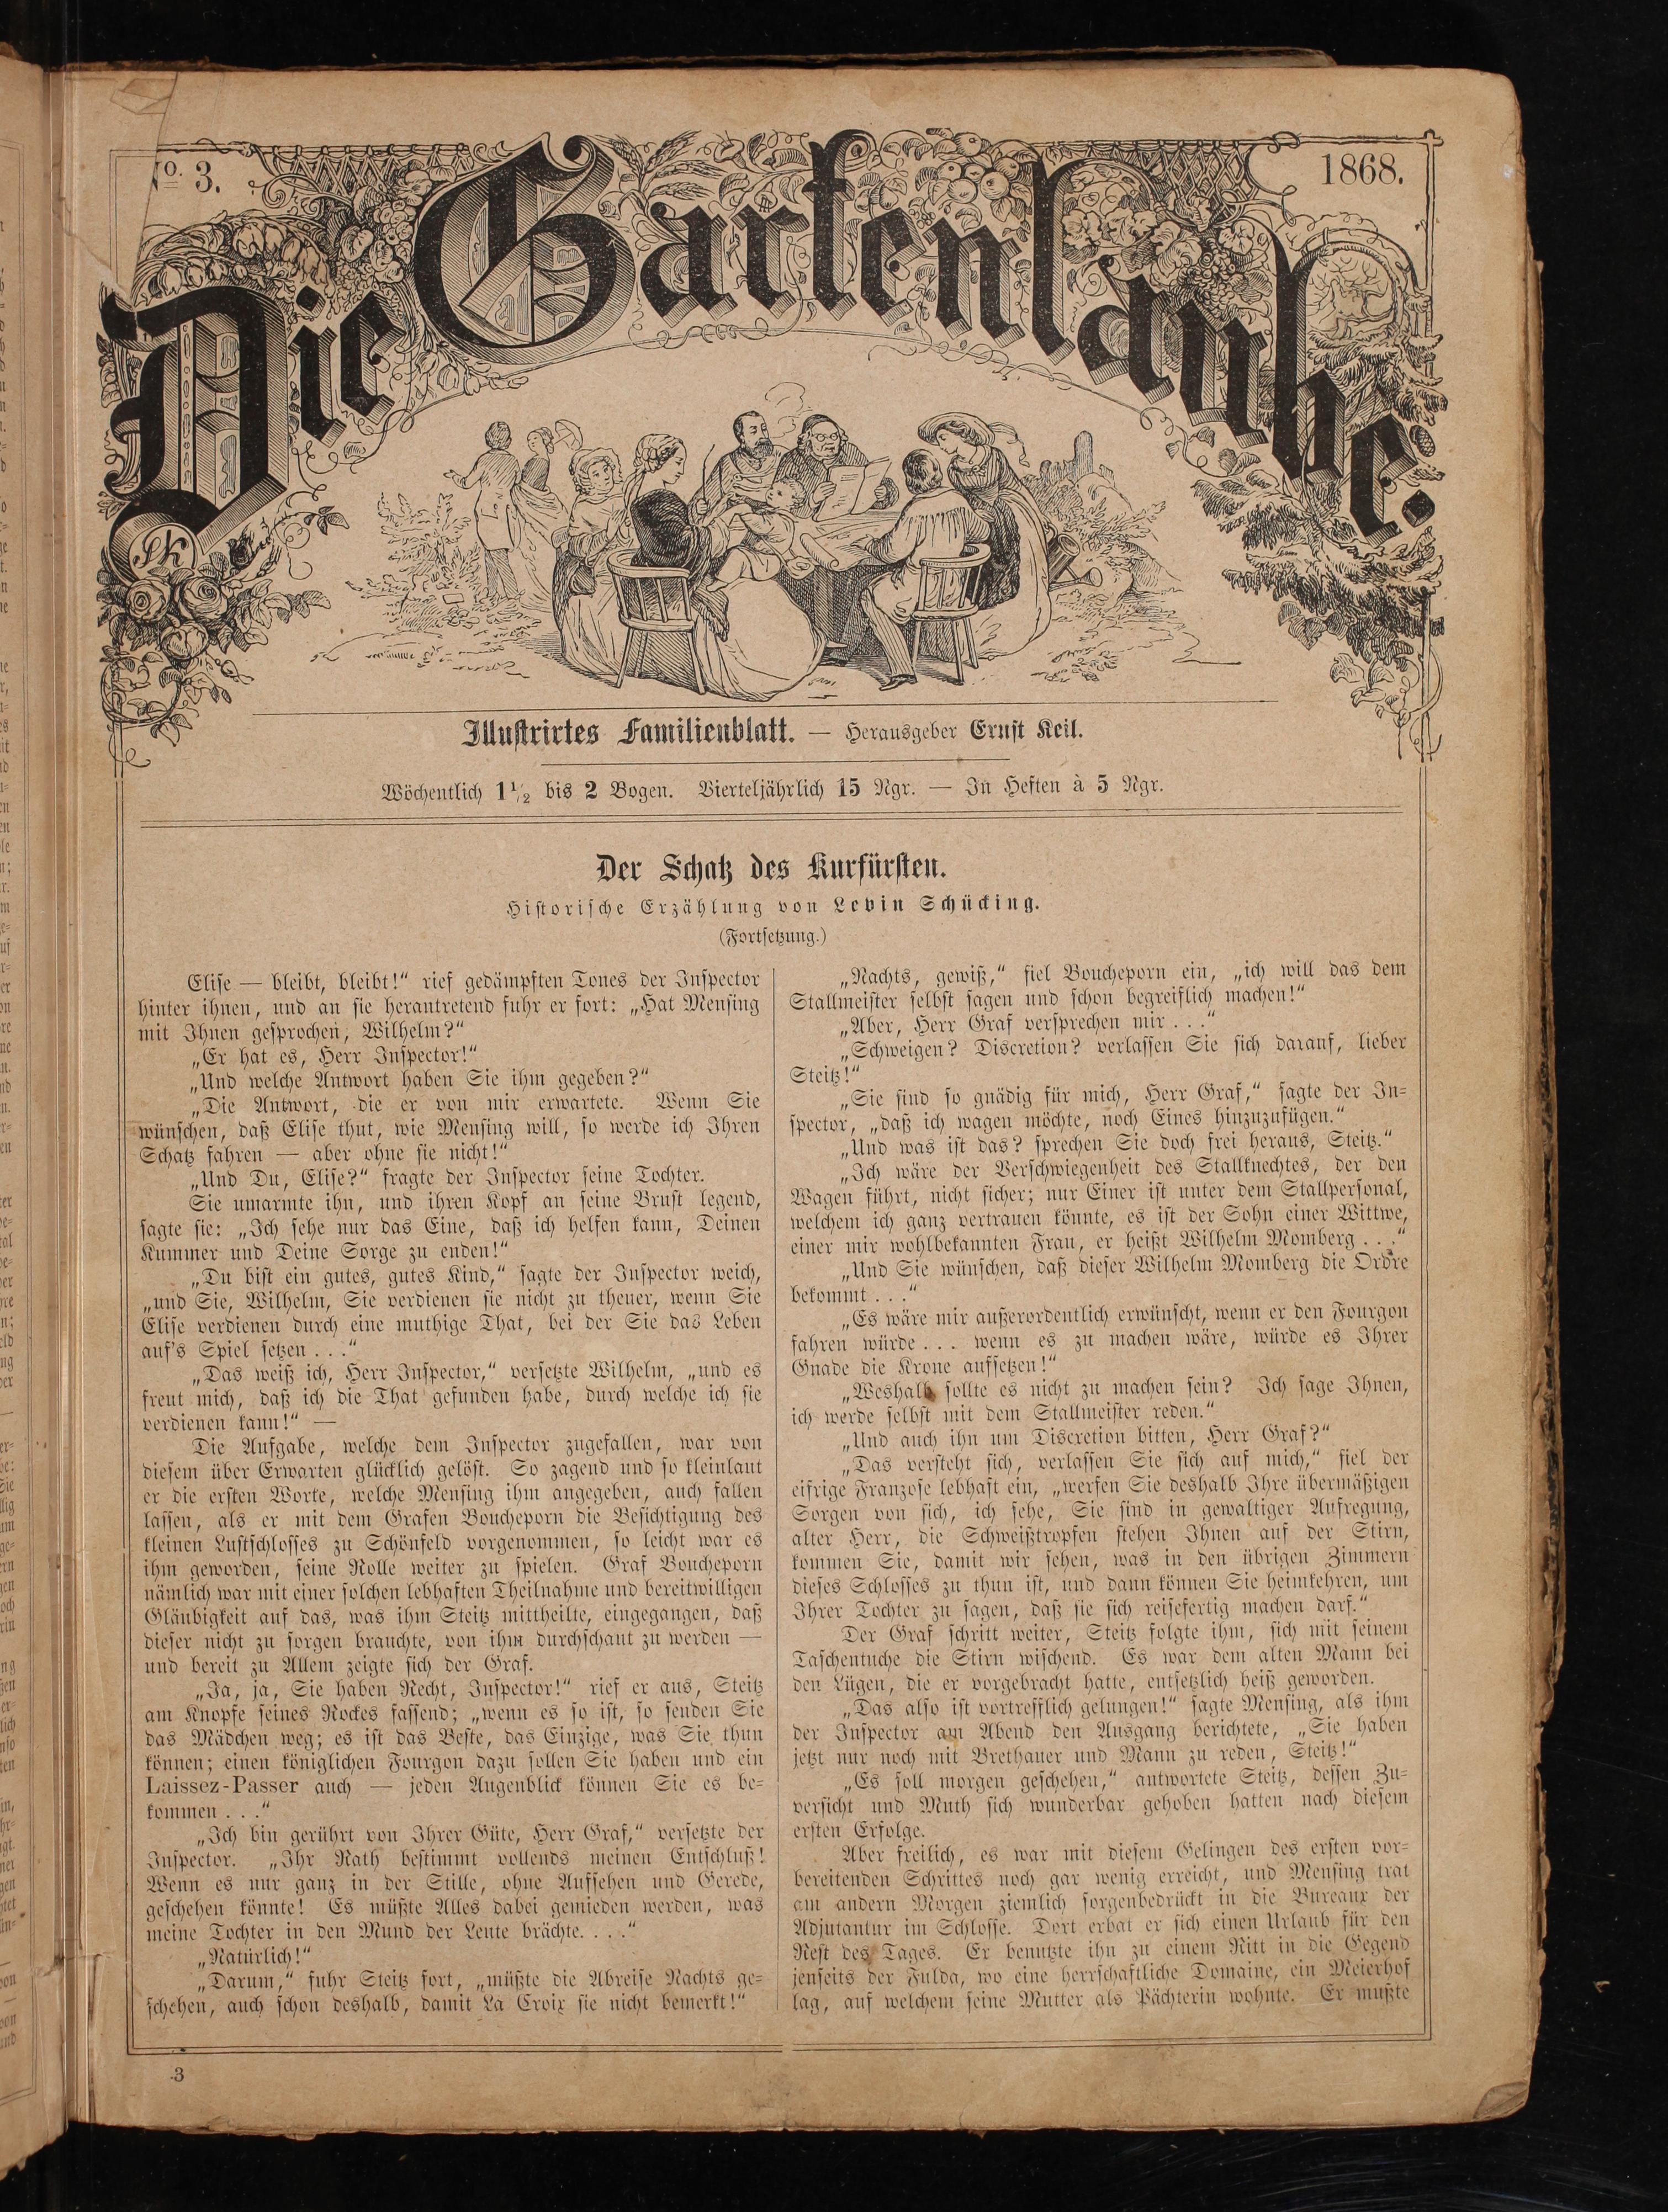 No. 3.
1868.
Die Gartenlaube.
Illustrirtes Familienblatt. — Herausgeber Ernst Keil.
Wöchentlich 1½ bis 2 Bogen. Vierteljährlich 15 Ngr. — In Heften à 5 Ngr.
Der Schatz des Kurfürsten.
Historische Erzählung von Levin Schücking.
(Fortsetzung.)
Elise — bleibt, bleibt!“ rief gedämpften Tones der Inspector
hinter ihnen, und an sie herantretend fuhr er fort: „Hat Mensing
mit Ihnen gesprochen, Wilhelm?“
„Er hat es, Herr Inspector!“
„Und welche Antwort haben Sie ihm gegeben?“
„Die Antwort, die er von mir erwartete. Wenn Sie
wünschen, daß Elise thut, wie Mensing will, so werde ich Ihren
Schatz fahren — aber ohne sie nicht!“
„Und Du, Elise?“ fragte der Inspector seine Tochter.
Sie umarmte ihn, und ihren Kopf an seine Brust legend,
sagte sie: „Ich sehe nur das Eine, daß ich helfen kann, Deinen
Kummer und Deine Sorge zu enden!“
„Du bist ein gutes, gutes Kind,“ sagte der Inspector weich,
„und Sie, Wilhelm, Sie verdienen sie nicht zu theuer, wenn Sie
Elise verdienen durch eine muthige That, bei der Sie das Leben
auf's Spiel setzen . . .“
„Das weiß ich, Herr Inspector,“ versetzte Wilhelm, „und es
freut mich, daß ich die That gefunden habe, durch welche ich sie
verdienen kann!“ —
Die Aufgabe, welche dem Inspector zugefallen, war von
diesem über Erwarten glücklich gelöst. So zagend und so kleinlaut
er die ersten Worte, welche Mensing ihm angegeben, auch fallen
lassen, als er mit dem Grafen Boucheporn die Besichtigung des
kleinen Lustschlosses zu Schönfeld vorgenommen, so leicht war es
ihm geworden, seine Rolle weiter zu spielen. Graf Boucheporn
nämlich war mit einer solchen lebhaften Theilnahme und bereitwilligen
Gläubigkeit auf das, was ihm Steitz mittheilte, eingegangen, daß
dieser nicht zu sorgen brauchte, von ihm durchschaut zu werden —
und bereit zu Allem zeigte sich der Graf.
„Ja, ja, Sie haben Recht, Inspector!“ rief er aus, Steitz
am Knopfe seines Rockes fassend; „wenn es so ist, so senden Sie
das Mädchen weg; es ist das Beste, das Einzige, was Sie thun
können; einen königlichen Fourgon dazu sollen Sie haben und ein
Laissez-Passer auch — jeden Augenblick können Sie es be-
kommen . . .“
„Ich bin gerührt von Ihrer Güte, Herr Graf,“ versetzte der
Inspector. „Ihr Rath bestimmt vollends meinen Entschluß!
Wenn es nur ganz in der Stille, ohne Aufsehen und Gerede,
geschehen könnte! Es müßte Alles dabei gemieden werden, was
meine Tochter in den Mund der Leute brächte. . . .“
„Natürlich!“
„Darum,“ fuhr Steitz fort, „müßte die Abreise Nachts ge-
schehen, auch schon deshalb, damit La Croix sie nicht bemerkt!“
„Nachts, gewiß,“ fiel Boucheporn ein, „ich will das dem
Stallmeister selbst sagen und schon begreiflich machen!“
„Aber, Herr Graf versprechen mir . . .“
„Schweigen? Discretion? verlassen Sie sich darauf, lieber
Steitz!“
„Sie sind so gnädig für mich, Herr Graf,“ sagte der In-
spector, „daß ich wagen möchte, noch Eines hinzuzufügen.“
„Und was ist das? sprechen Sie doch frei heraus, Steitz.“
„Ich wäre der Verschwiegenheit des Stallknechtes, der den
Wagen führt, nicht sicher; nur Einer ist unter dem Stallpersonal,
welchem ich ganz vertrauen könnte, es ist der Sohn einer Wittwe,
einer mir wohlbekannten Frau, er heißt Wilhelm Momberg . . .“
„Und Sie wünschen, daß dieser Wilhelm Momberg die Ordre
bekommt . . .“
„Es wäre mir außerordentlich erwünscht, wenn er den Fourgon
fahren würde . . . wenn es zu machen wäre, würde es Ihrer
Gnade die Krone aufsetzen!“
„Weshalb sollte es nicht zu machen sein? Ich sage Ihnen,
ich werde selbst mit dem Stallmeister reden.“
„Und auch ihn um Discretion bitten, Herr Graf?“
„Das versteht sich, verlassen Sie sich auf mich,“ fiel der
eifrige Franzose lebhaft ein, „werfen Sie deshalb Ihre übermäßigen
Sorgen von sich, ich sehe, Sie sind in gewaltiger Aufregung,
alter Herr, die Schweißtropfen stehen Ihnen auf der Stirn,
kommen Sie, damit wir sehen, was in den übrigen Zimmern
dieses Schlosses zu thun ist, und dann können Sie heimkehren, um
Ihrer Tochter zu sagen, daß sie sich reisefertig machen darf.“
Der Graf schritt weiter, Steitz folgte ihm, sich mit seinem
Taschentuche die Stirn wischend. Es war dem alten Mann bei
den Lügen, die er vorgebracht hatte, entsetzlich heiß geworden.
„Das also ist vortrefflich gelungen!“ sagte Mensing, als ihm
der Inspector am Abend den Ausgang berichtete, „Sie haben
jetzt nur noch mit Brethauer und Mann zu reden, Steitz!“
„Es soll morgen geschehen,“ antwortete Steitz, dessen Zu-
versicht und Muth sich wunderbar gehoben hatten nach diesem
ersten Erfolge.
Aber freilich, es war mit diesem Gelingen des ersten vor-
bereitenden Schrittes noch gar wenig erreicht, und Mensing trat
am andern Morgen ziemlich sorgenbedrückt in die Bureaux der
Adjutantur im Schlosse. Dort erbat er sich einen Urlaub für den
Rest des Tages. Er benutzte ihn zu einem Ritt in die Gegend
jenseits der Fulda, wo eine herrschaftliche Domaine, ein Meierhof
lag, auf welchem seine Mutter als Pächterin wohnte. Er mußte
3